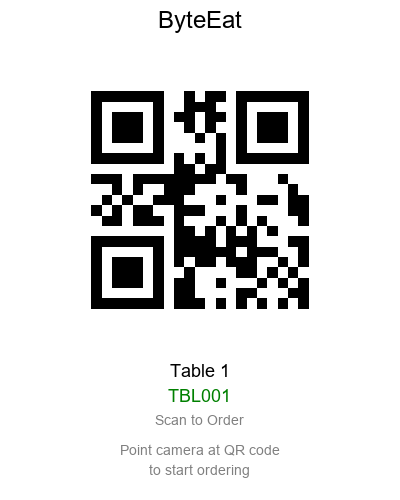 ByteEat
Table 1
TBL001
Scan to Order
Point camera at QR code
to start ordering